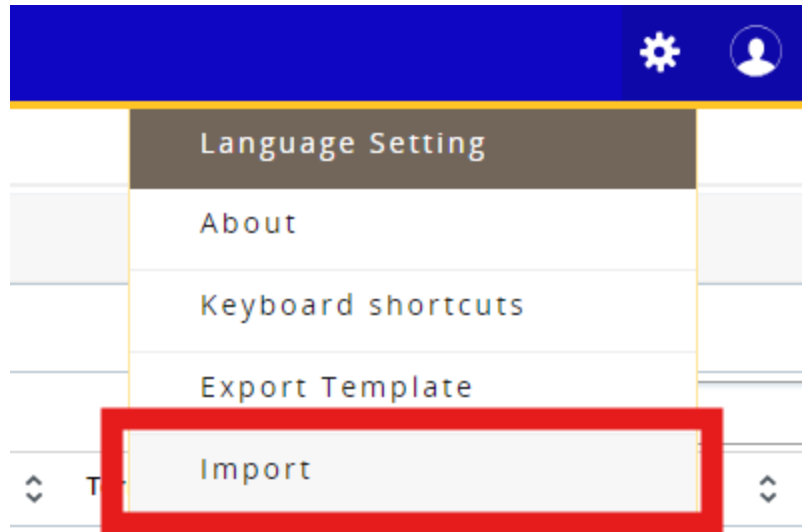 Language Setting
About
Keyboard shortcuts
Export Template
Import